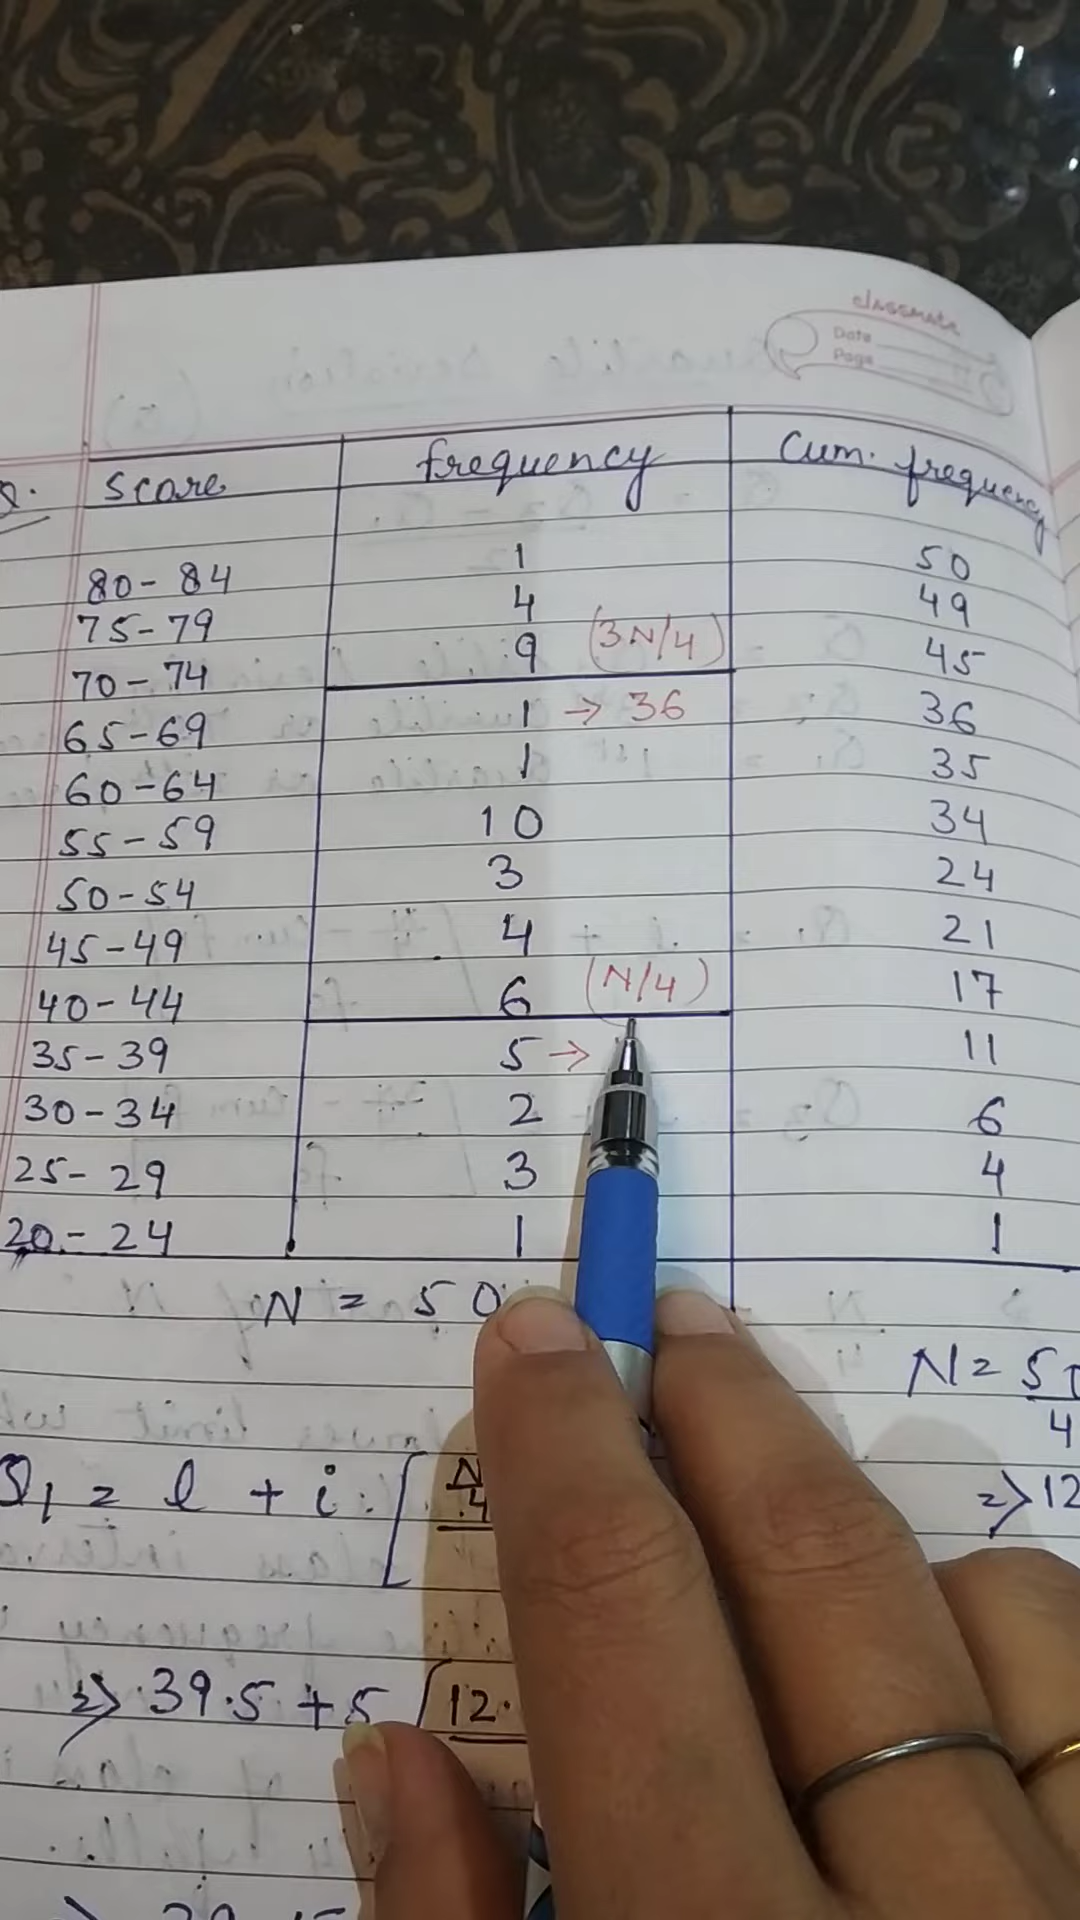 classmate
Date
Page
Q. Score frequency Cum. frequency
80-84 1 50
75-79 4 49
70-74 9 (3N/4) 45
65-69 1 → 36 36
60-64 1 35
55-59 10 34
50-54 3 24
45-49 4 21
40-44 6 (N/4) 17
35-39 5 → 11
30-34 2 6
25-29 3 4
20-24 1 1
N = 50
N = 50
4
Q1 = l + i [N
4
=> 12
=> 39.5 + 5 [12.